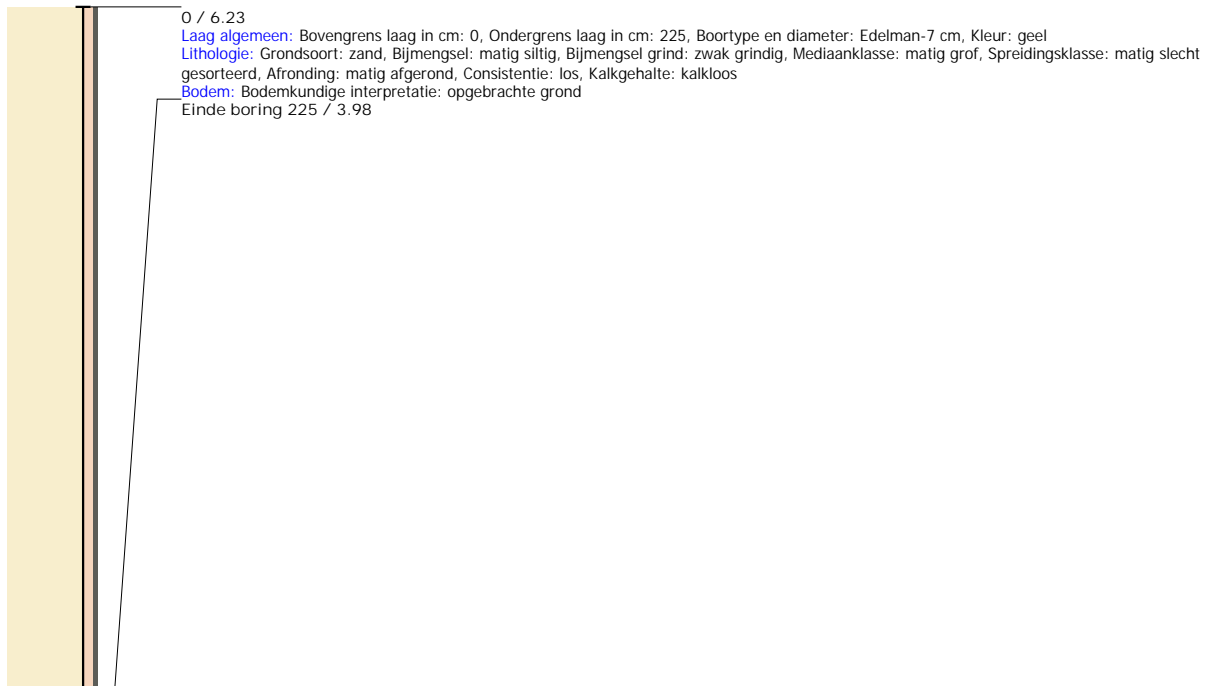 0 / 6.23
Laag algemeen: Bovengrens laag in cm: 0, Ondergrens laag in cm: 225, Boortype en diameter: Edelman-7 cm, Kleur: geel
Lithologie: Grondsoort: zand, Bijmengsel: matig siltig, Bijmengsel grind: zwak grindig, Mediaanklasse: matig grof, Spreidingsklasse: matig slecht
gesorteerd, Afronding: matig afgerond, Consistentie: los, Kalkgehalte: kalkloos
Bodem: Bodemkundige interpretatie: opgebrachte grond
Einde boring 225 / 3.98